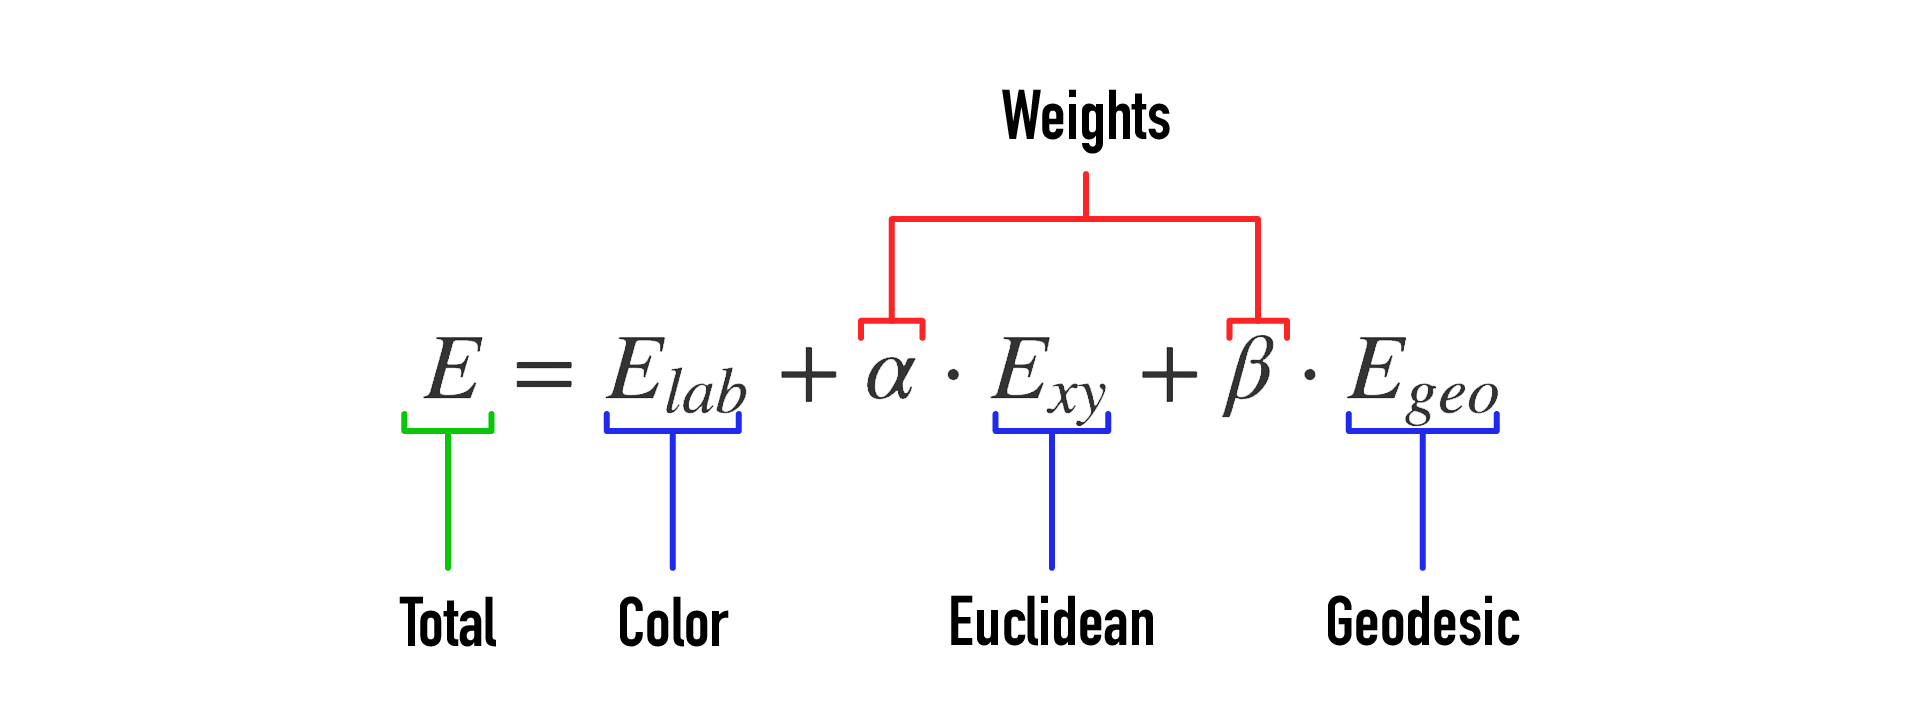 Weights
E = E_lab + α · E_xy + β · E_geo
Total Color Euclidean Geodesic